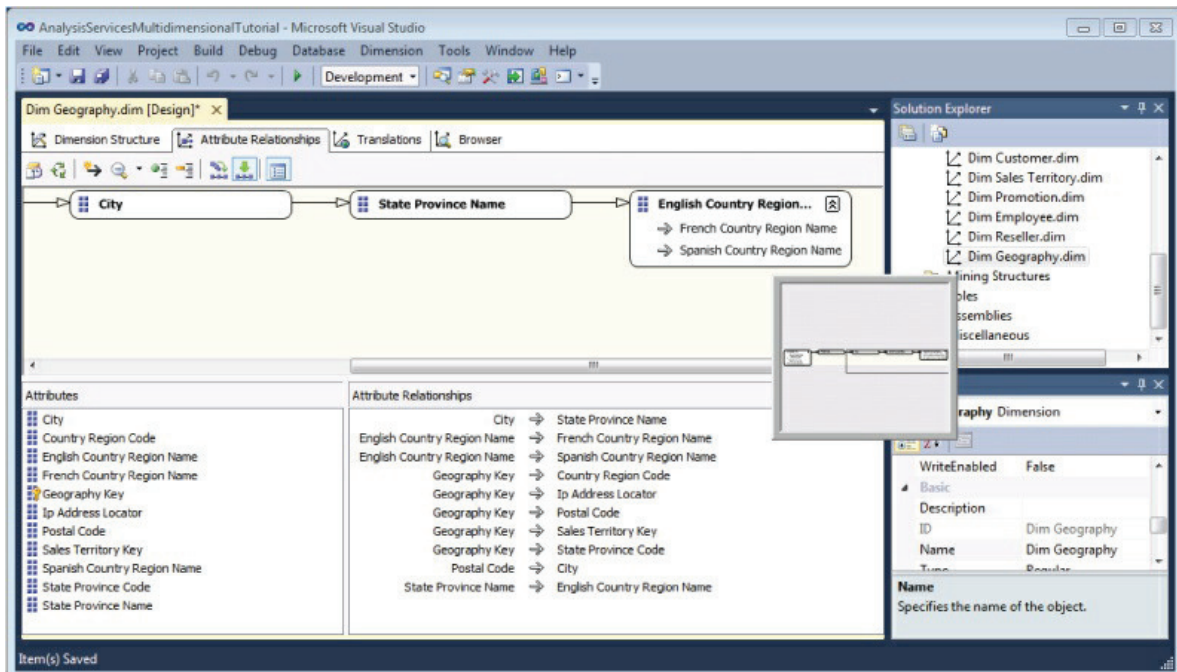 AnalysisServicesMultidimensionalTutorial - Microsoft Visual Studio
File Edit View Project Build Debug Database Dimension Tools Window Help
Development
Dim Geography.dim [Design]*
Dimension Structure Attribute Relationships Translations Browser
City State Province Name English Country Region...
French Country Region Name
Spanish Country Region Name
Solution Explorer
Dim Customer.dim
Dim Sales Territory.dim
Dim Promotion.dim
Dim Employee.dim
Dim Reseller.dim
Dim Geography.dim
Mining Structures
Attributes
City
Country Region Code
English Country Region Name
French Country Region Name
Geography Key
Ip Address Locator
Postal Code
Sales Territory Key
Spanish Country Region Name
State Province Code
State Province Name
Attribute Relationships
City State Province Name
English Country Region Name French Country Region Name
English Country Region Name Spanish Country Region Name
Geography Key Country Region Code
Geography Key Ip Address Locator
Geography Key Postal Code
Geography Key Sales Territory Key
Geography Key State Province Code
Postal Code City
State Province Name English Country Region Name
Dimension
WriteEnabled False
Basic
Description
ID Dim Geography
Name Dim Geography
Name
Specifies the name of the object.
Item(s) Saved